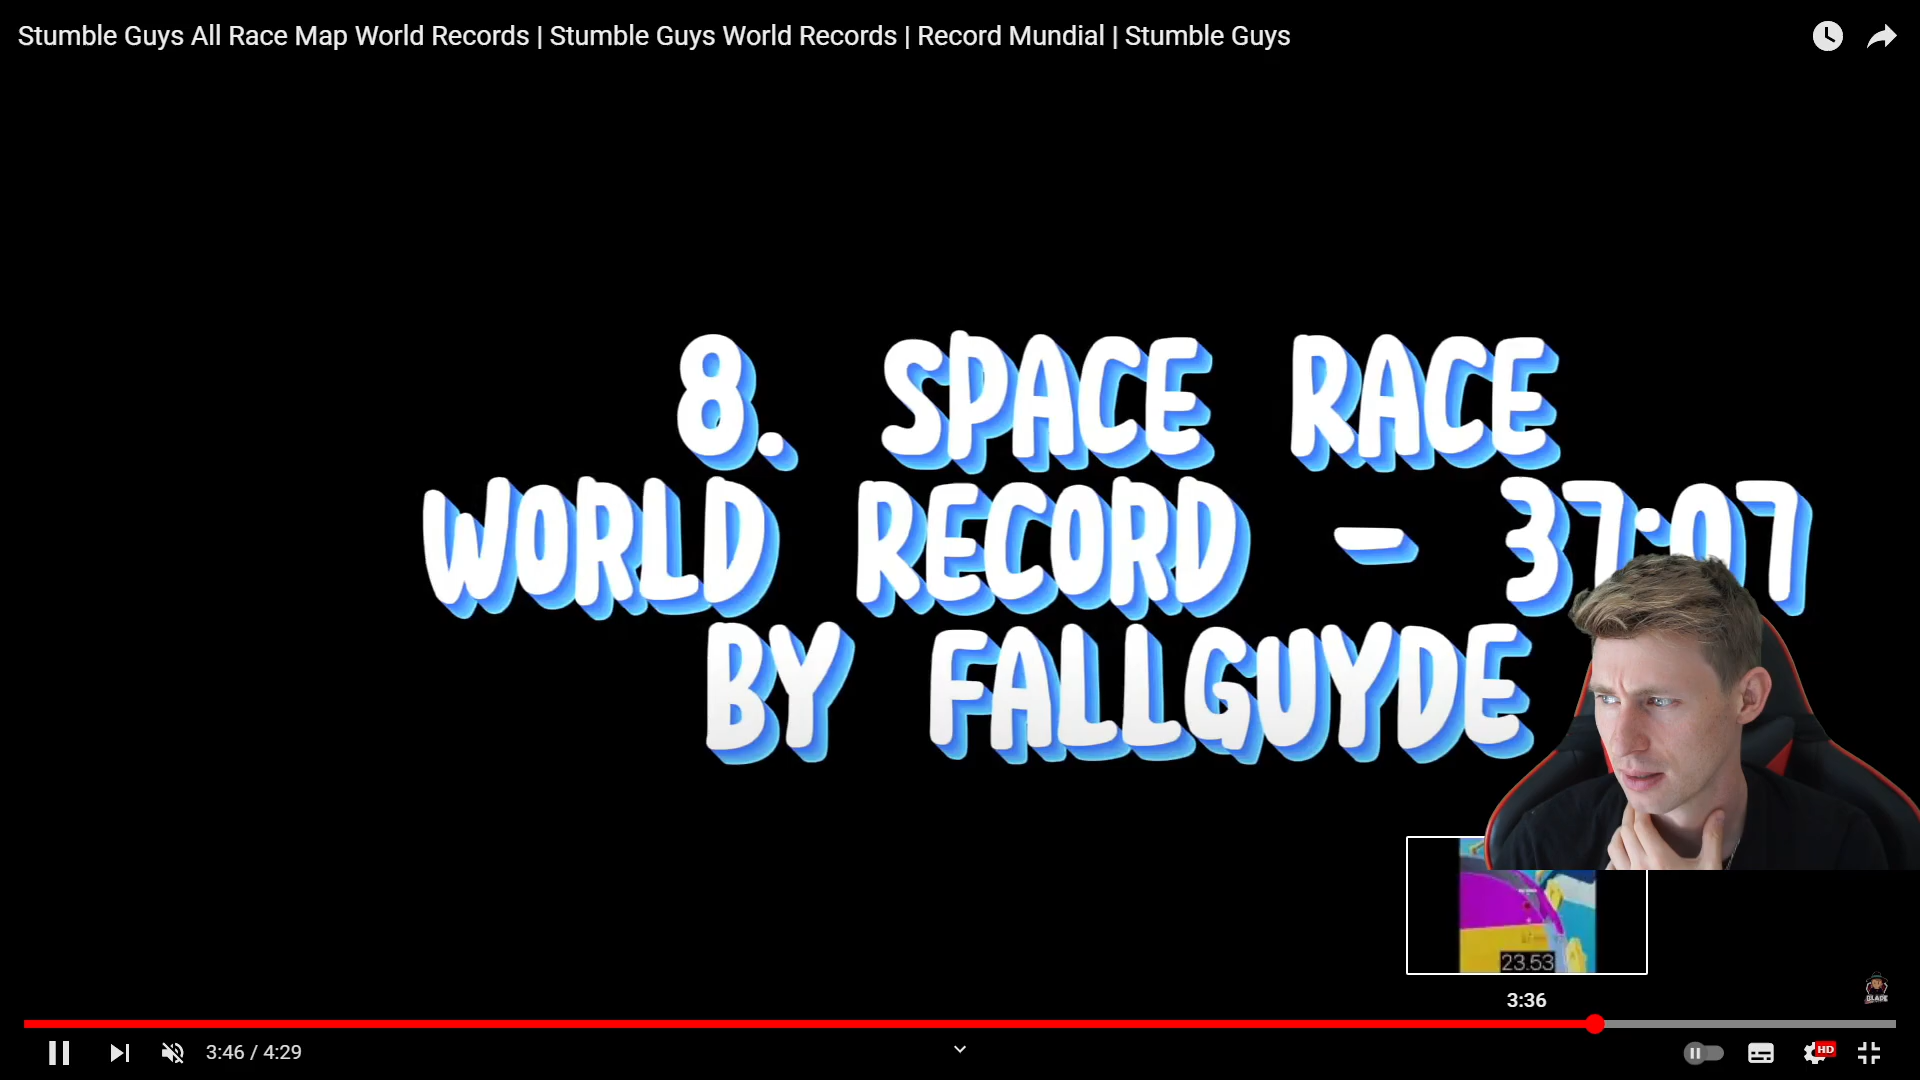 Stumble Guys All Race Map World Records | Stumble Guys World Records | Record Mundial | Stumble Guys
8. SPACE RACE
WORLD RECORD - 37:07
BY FALLGUYDE
23.53
3:36
3:46 / 4:29
HD